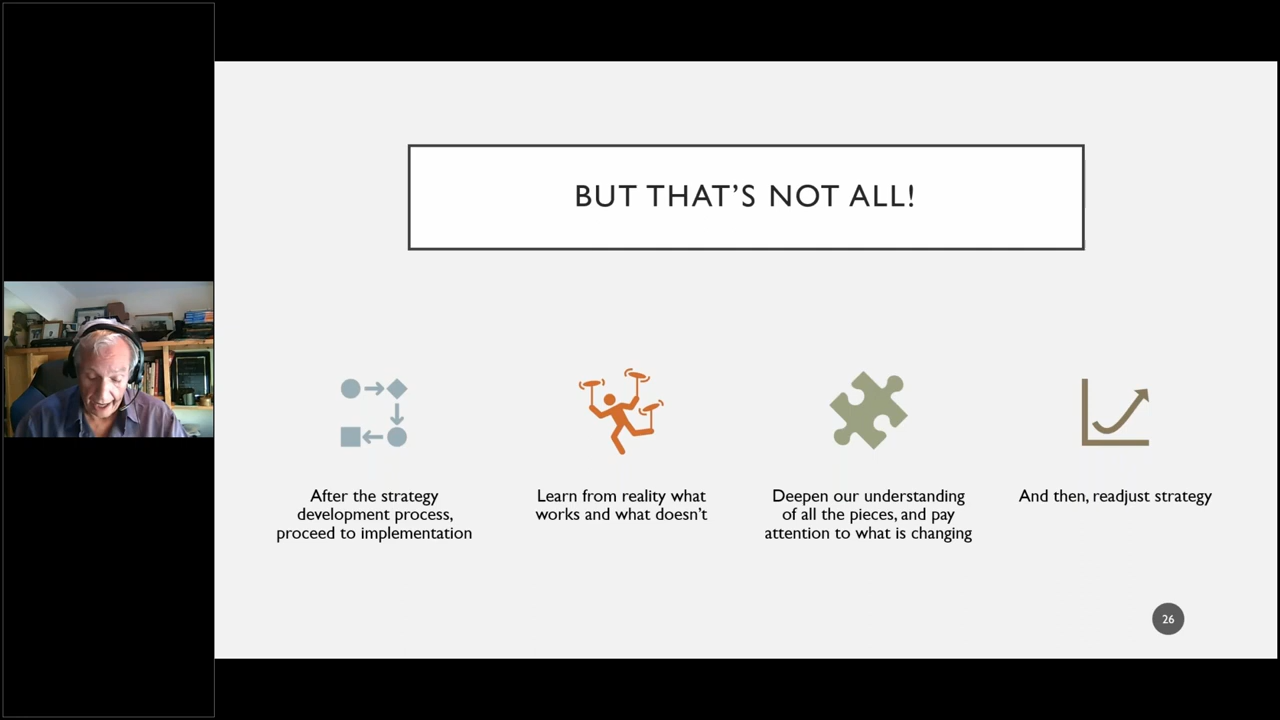 BUT THAT’S NOT ALL!
After the strategy
development process,
proceed to implementation
Learn from reality what
works and what doesn’t
Deepen our understanding
of all the pieces, and pay
attention to what is changing
And then, readjust strategy
26